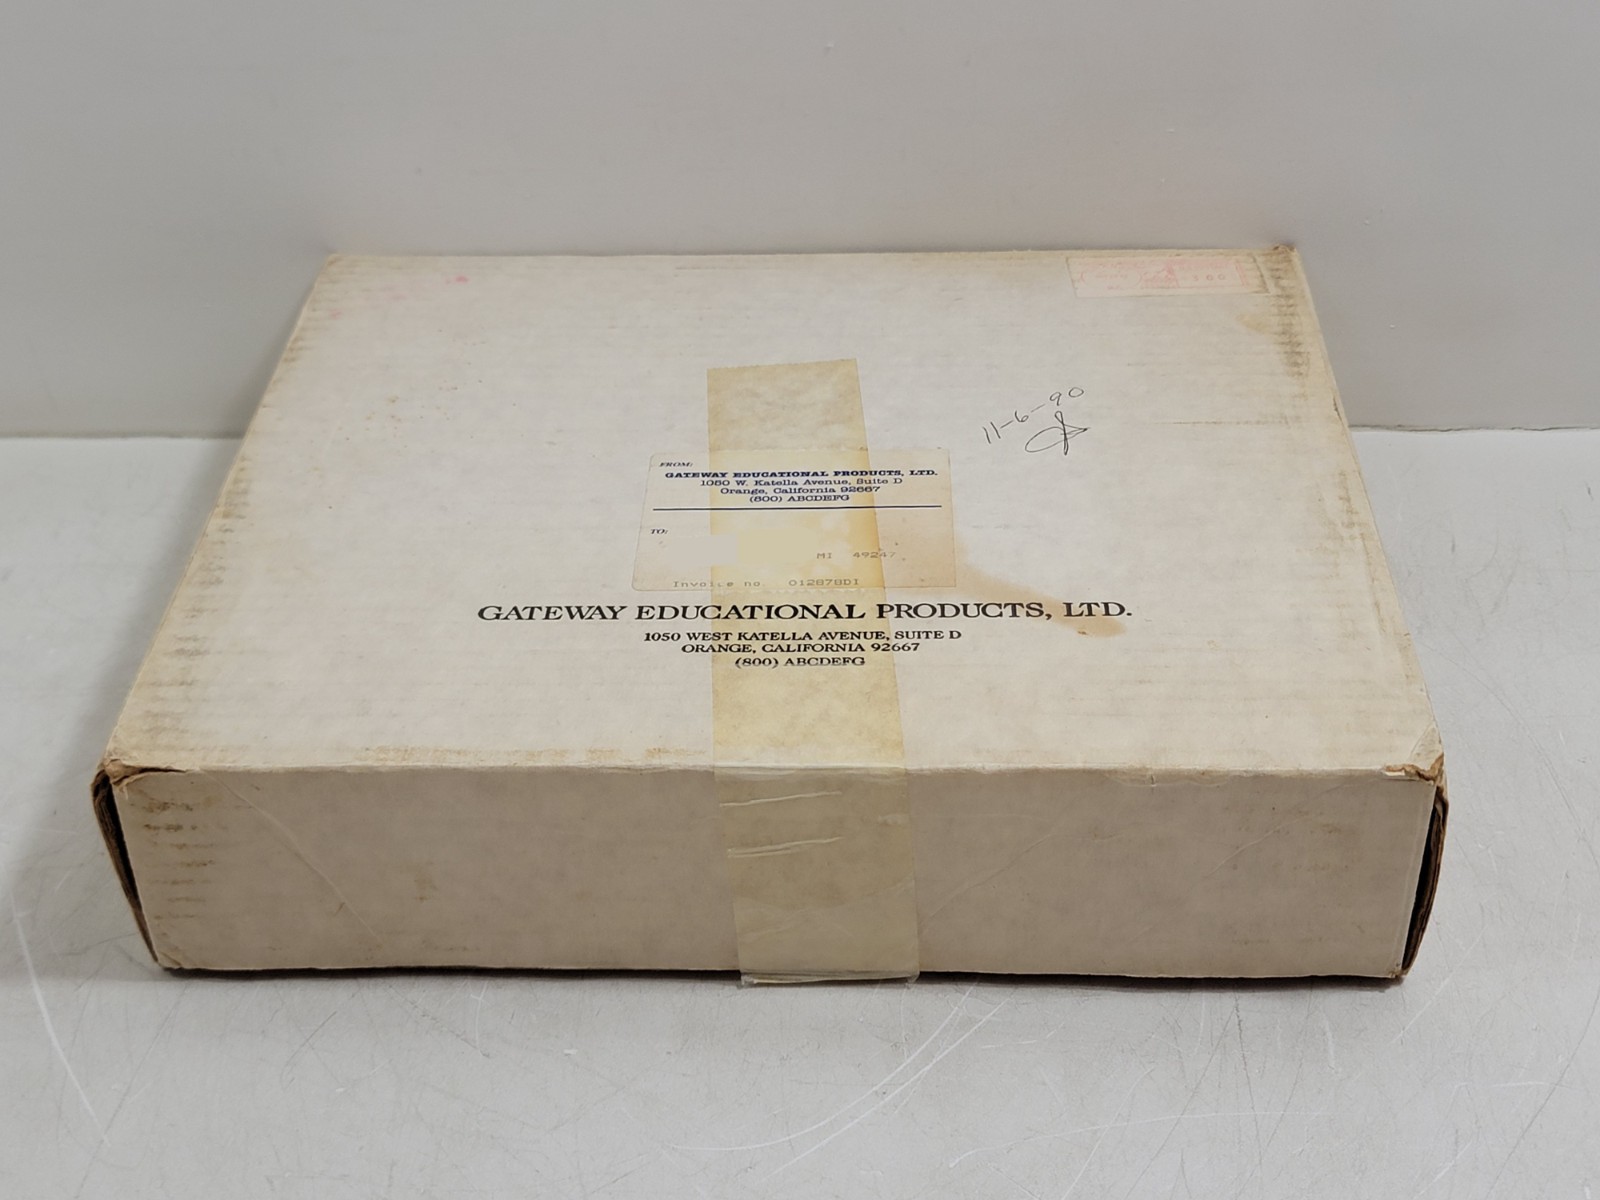 11-6-90
FROM:
GATEWAY EDUCATIONAL PRODUCTS, LTD.
1050 W. Katella Avenue, Suite D
Orange, California 92667
(800) ABCDEFG
TO:
MI 49247
Invoice no. 012878DI
GATEWAY EDUCATIONAL PRODUCTS, LTD.
1050 WEST KATELLA AVENUE, SUITE D
ORANGE, CALIFORNIA 92667
(800) ABCDEFG